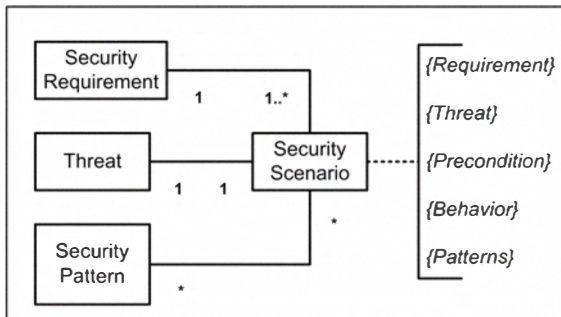 Security
Requirement
1
1..*
{Requirement}
{Threat}
Threat
1
1
Security
Scenario
{Precondition}
{Behavior}
*
Security
Pattern
*
{Patterns}